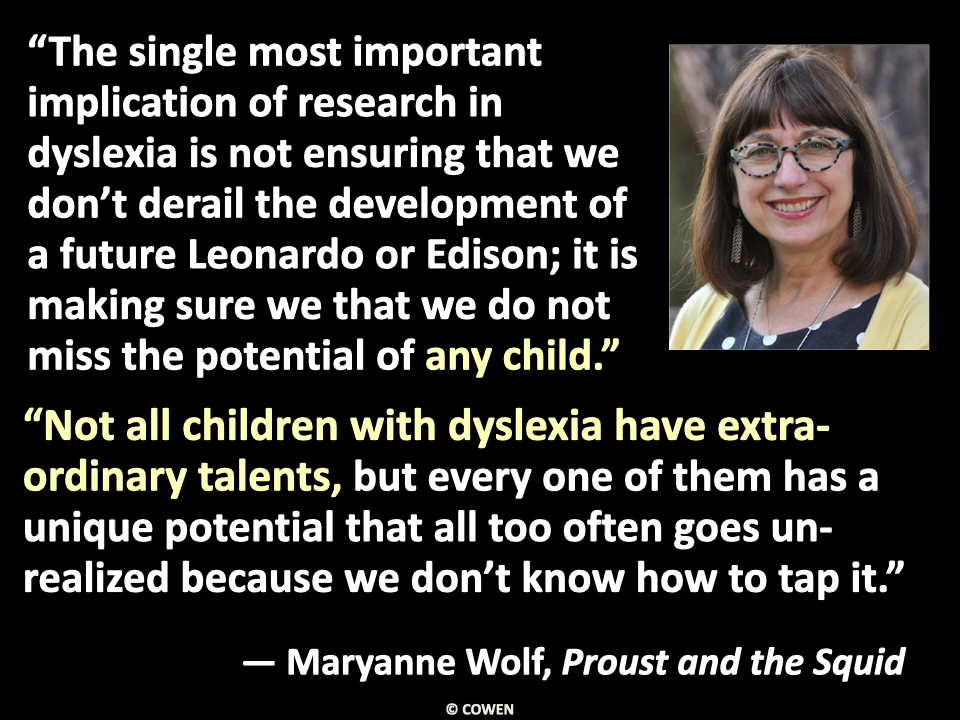 “The single most important
implication of research in
dyslexia is not ensuring that we
don’t derail the development of
a future Leonardo or Edison; it is
making sure we that we do not
miss the potential of any child.”
“Not all children with dyslexia have extra-
ordinary talents, but every one of them has a
unique potential that all too often goes un-
realized because we don’t know how to tap it.”
— Maryanne Wolf, Proust and the Squid
© COWEN